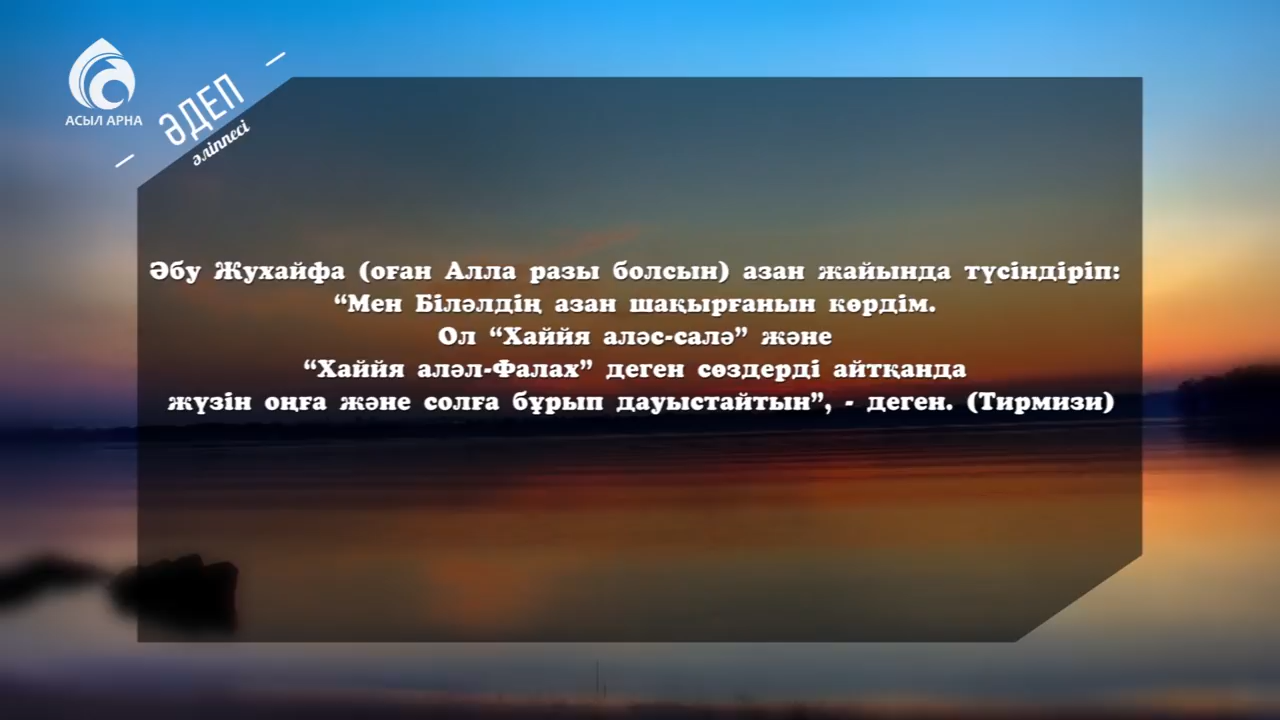 АСЫЛ АРНА
ӘДЕП
әліппесі
Әбу Жухайфа (оған Алла разы болсын) азан жайында түсіндіріп:
“Мен Біләлдің азан шақырғанын көрдім.
Ол “Хаййя аләс-салә” және
“Хаййя аләл-Фалах” деген сөздерді айтқанда
жүзін оңға және солға бұрып дауыстайтын”, - деген. (Тирмизи)